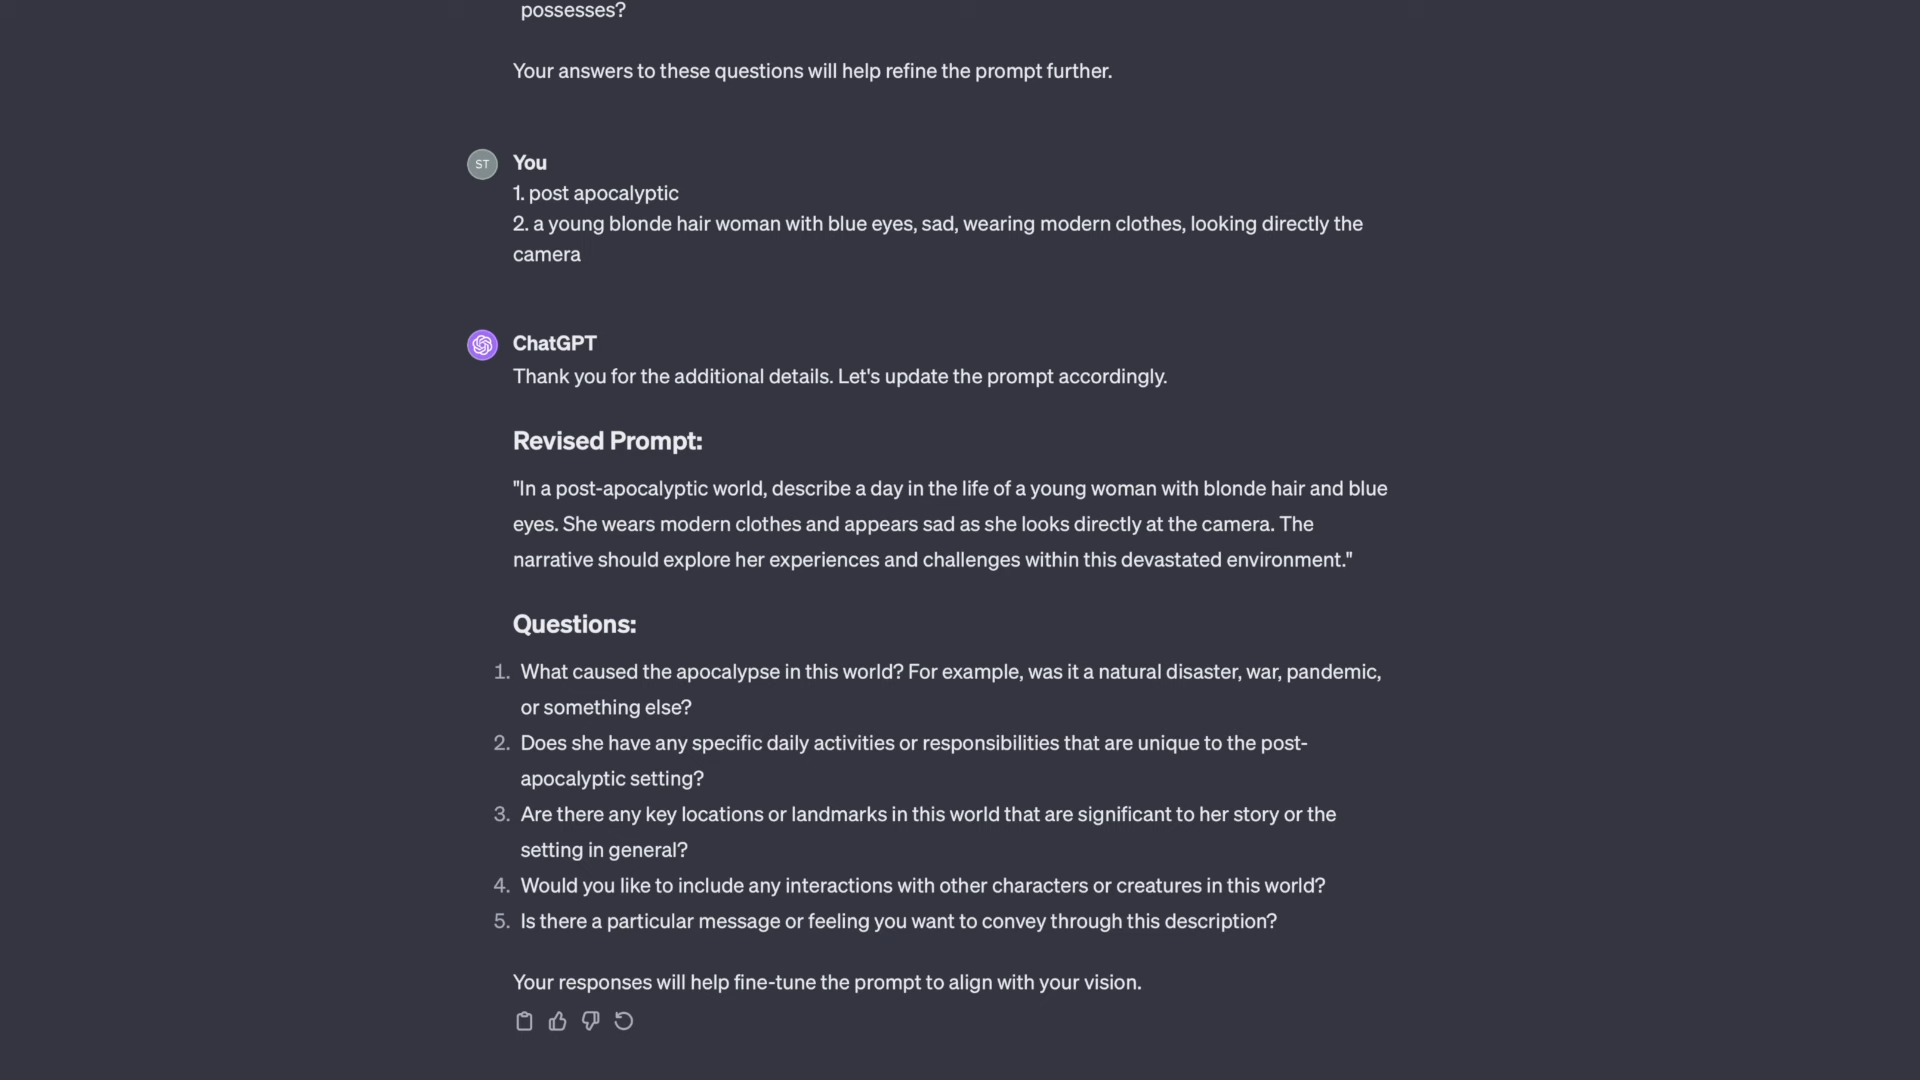 possesses?
Your answers to these questions will help refine the prompt further.
ST
You
1. post apocalyptic
2. a young blonde hair woman with blue eyes, sad, wearing modern clothes, looking directly the
camera
ChatGPT
Thank you for the additional details. Let's update the prompt accordingly.
Revised Prompt:
"In a post-apocalyptic world, describe a day in the life of a young woman with blonde hair and blue
eyes. She wears modern clothes and appears sad as she looks directly at the camera. The
narrative should explore her experiences and challenges within this devastated environment."
Questions:
1. What caused the apocalypse in this world? For example, was it a natural disaster, war, pandemic,
or something else?
2. Does she have any specific daily activities or responsibilities that are unique to the post-
apocalyptic setting?
3. Are there any key locations or landmarks in this world that are significant to her story or the
setting in general?
4. Would you like to include any interactions with other characters or creatures in this world?
5. Is there a particular message or feeling you want to convey through this description?
Your responses will help fine-tune the prompt to align with your vision.